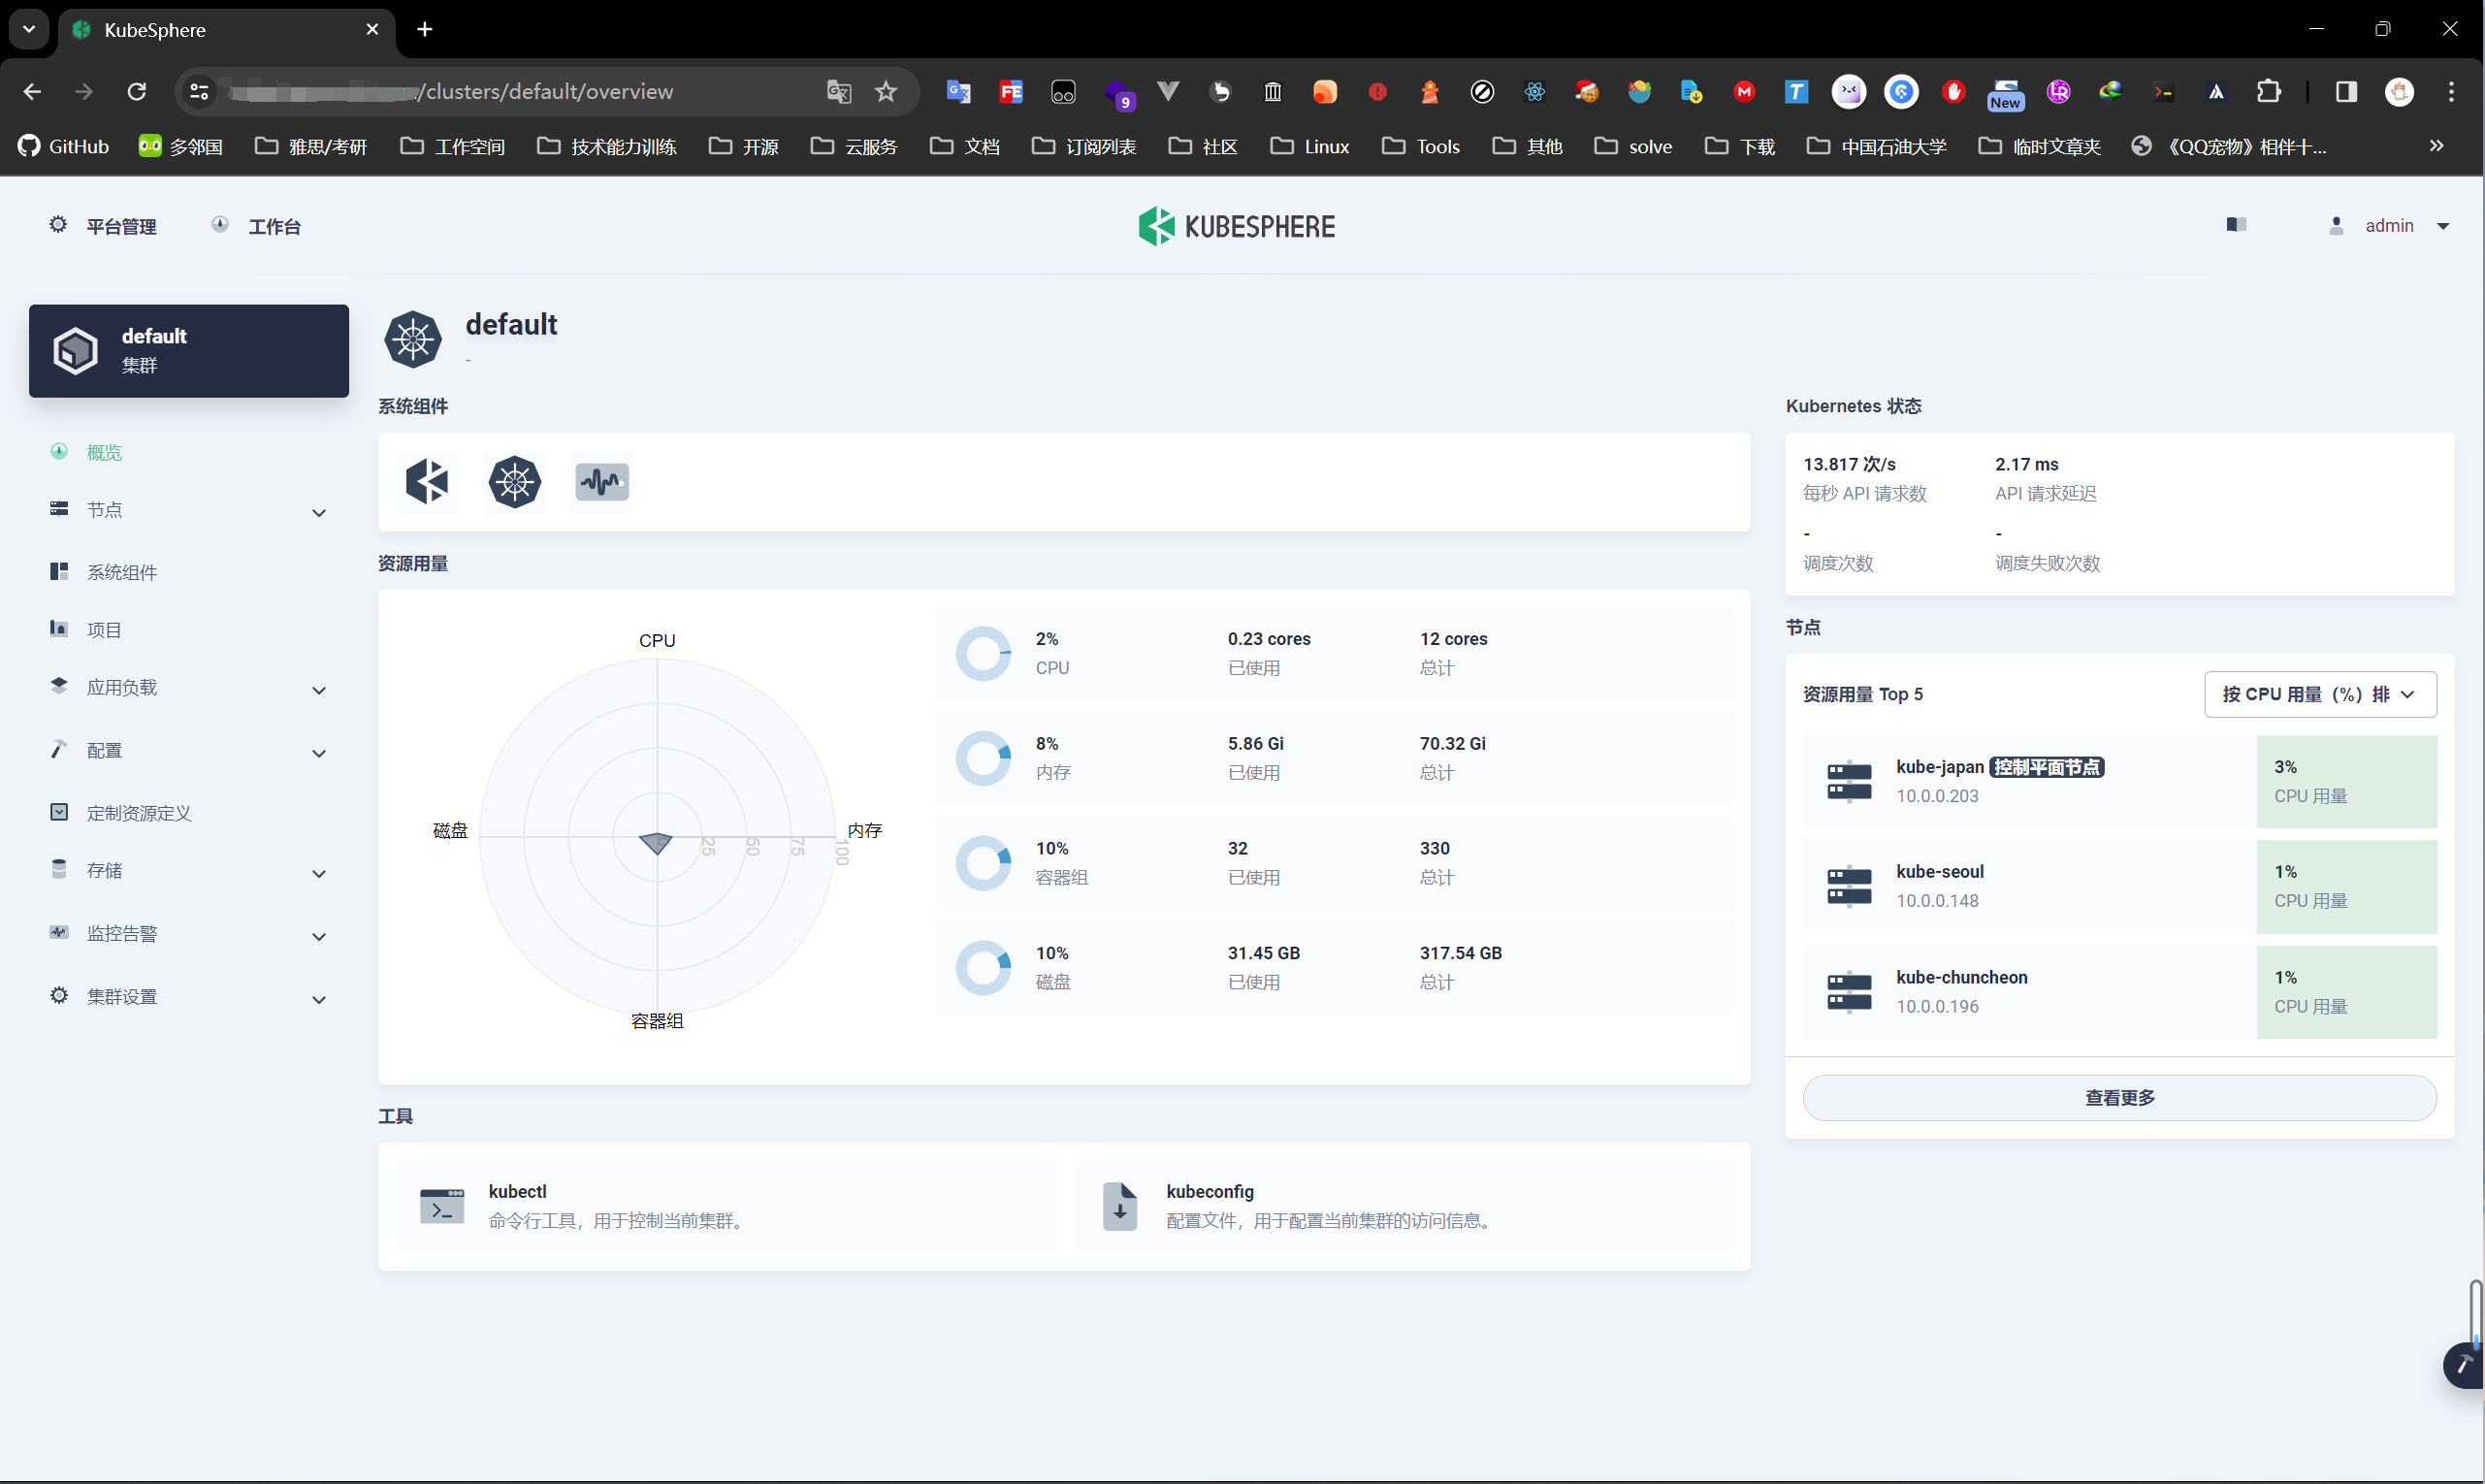 KubeSphere
/clusters/default/overview
9
New
GitHub
多邻国
雅思/考研
工作空间
技术能力训练
开源
云服务
文档
订阅列表
社区
Linux
Tools
其他
solve
下载
中国石油大学
临时文章夹
《QQ宠物》相伴十...
平台管理
工作台
KUBESPHERE
admin
default
集群
概览
节点
系统组件
项目
应用负载
配置
定制资源定义
存储
监控告警
集群设置
default
-
系统组件
资源用量
CPU
内存
容器组
磁盘
0
25
50
75
100
2%
CPU
0.23 cores
已使用
12 cores
总计
8%
内存
5.86 Gi
已使用
70.32 Gi
总计
10%
容器组
32
已使用
330
总计
10%
磁盘
31.45 GB
已使用
317.54 GB
总计
工具
kubectl
命令行工具，用于控制当前集群。
kubeconfig
配置文件，用于配置当前集群的访问信息。
Kubernetes 状态
13.817 次/s
每秒 API 请求数
2.17 ms
API 请求延迟
-
调度次数
-
调度失败次数
节点
资源用量 Top 5
按 CPU 用量（%）排
kube-japan 控制平面节点
10.0.0.203
3%
CPU 用量
kube-seoul
10.0.0.148
1%
CPU 用量
kube-chuncheon
10.0.0.196
1%
CPU 用量
查看更多